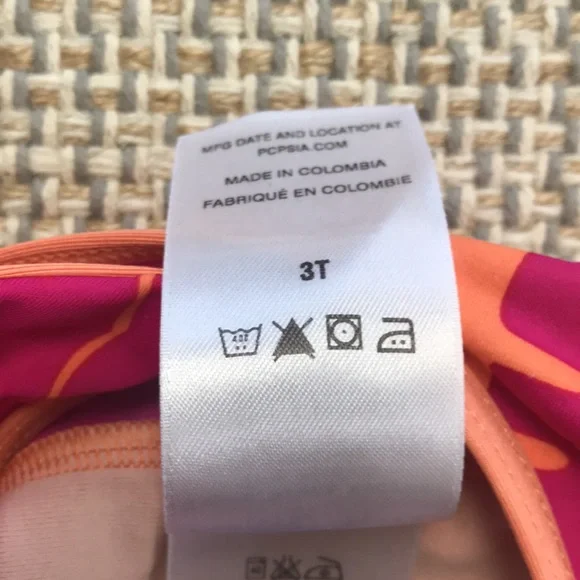 MFG DATE AND LOCATION AT
PCPSIA.COM
MADE IN COLOMBIA
FABRIQUÉ EN COLOMBIE
3T